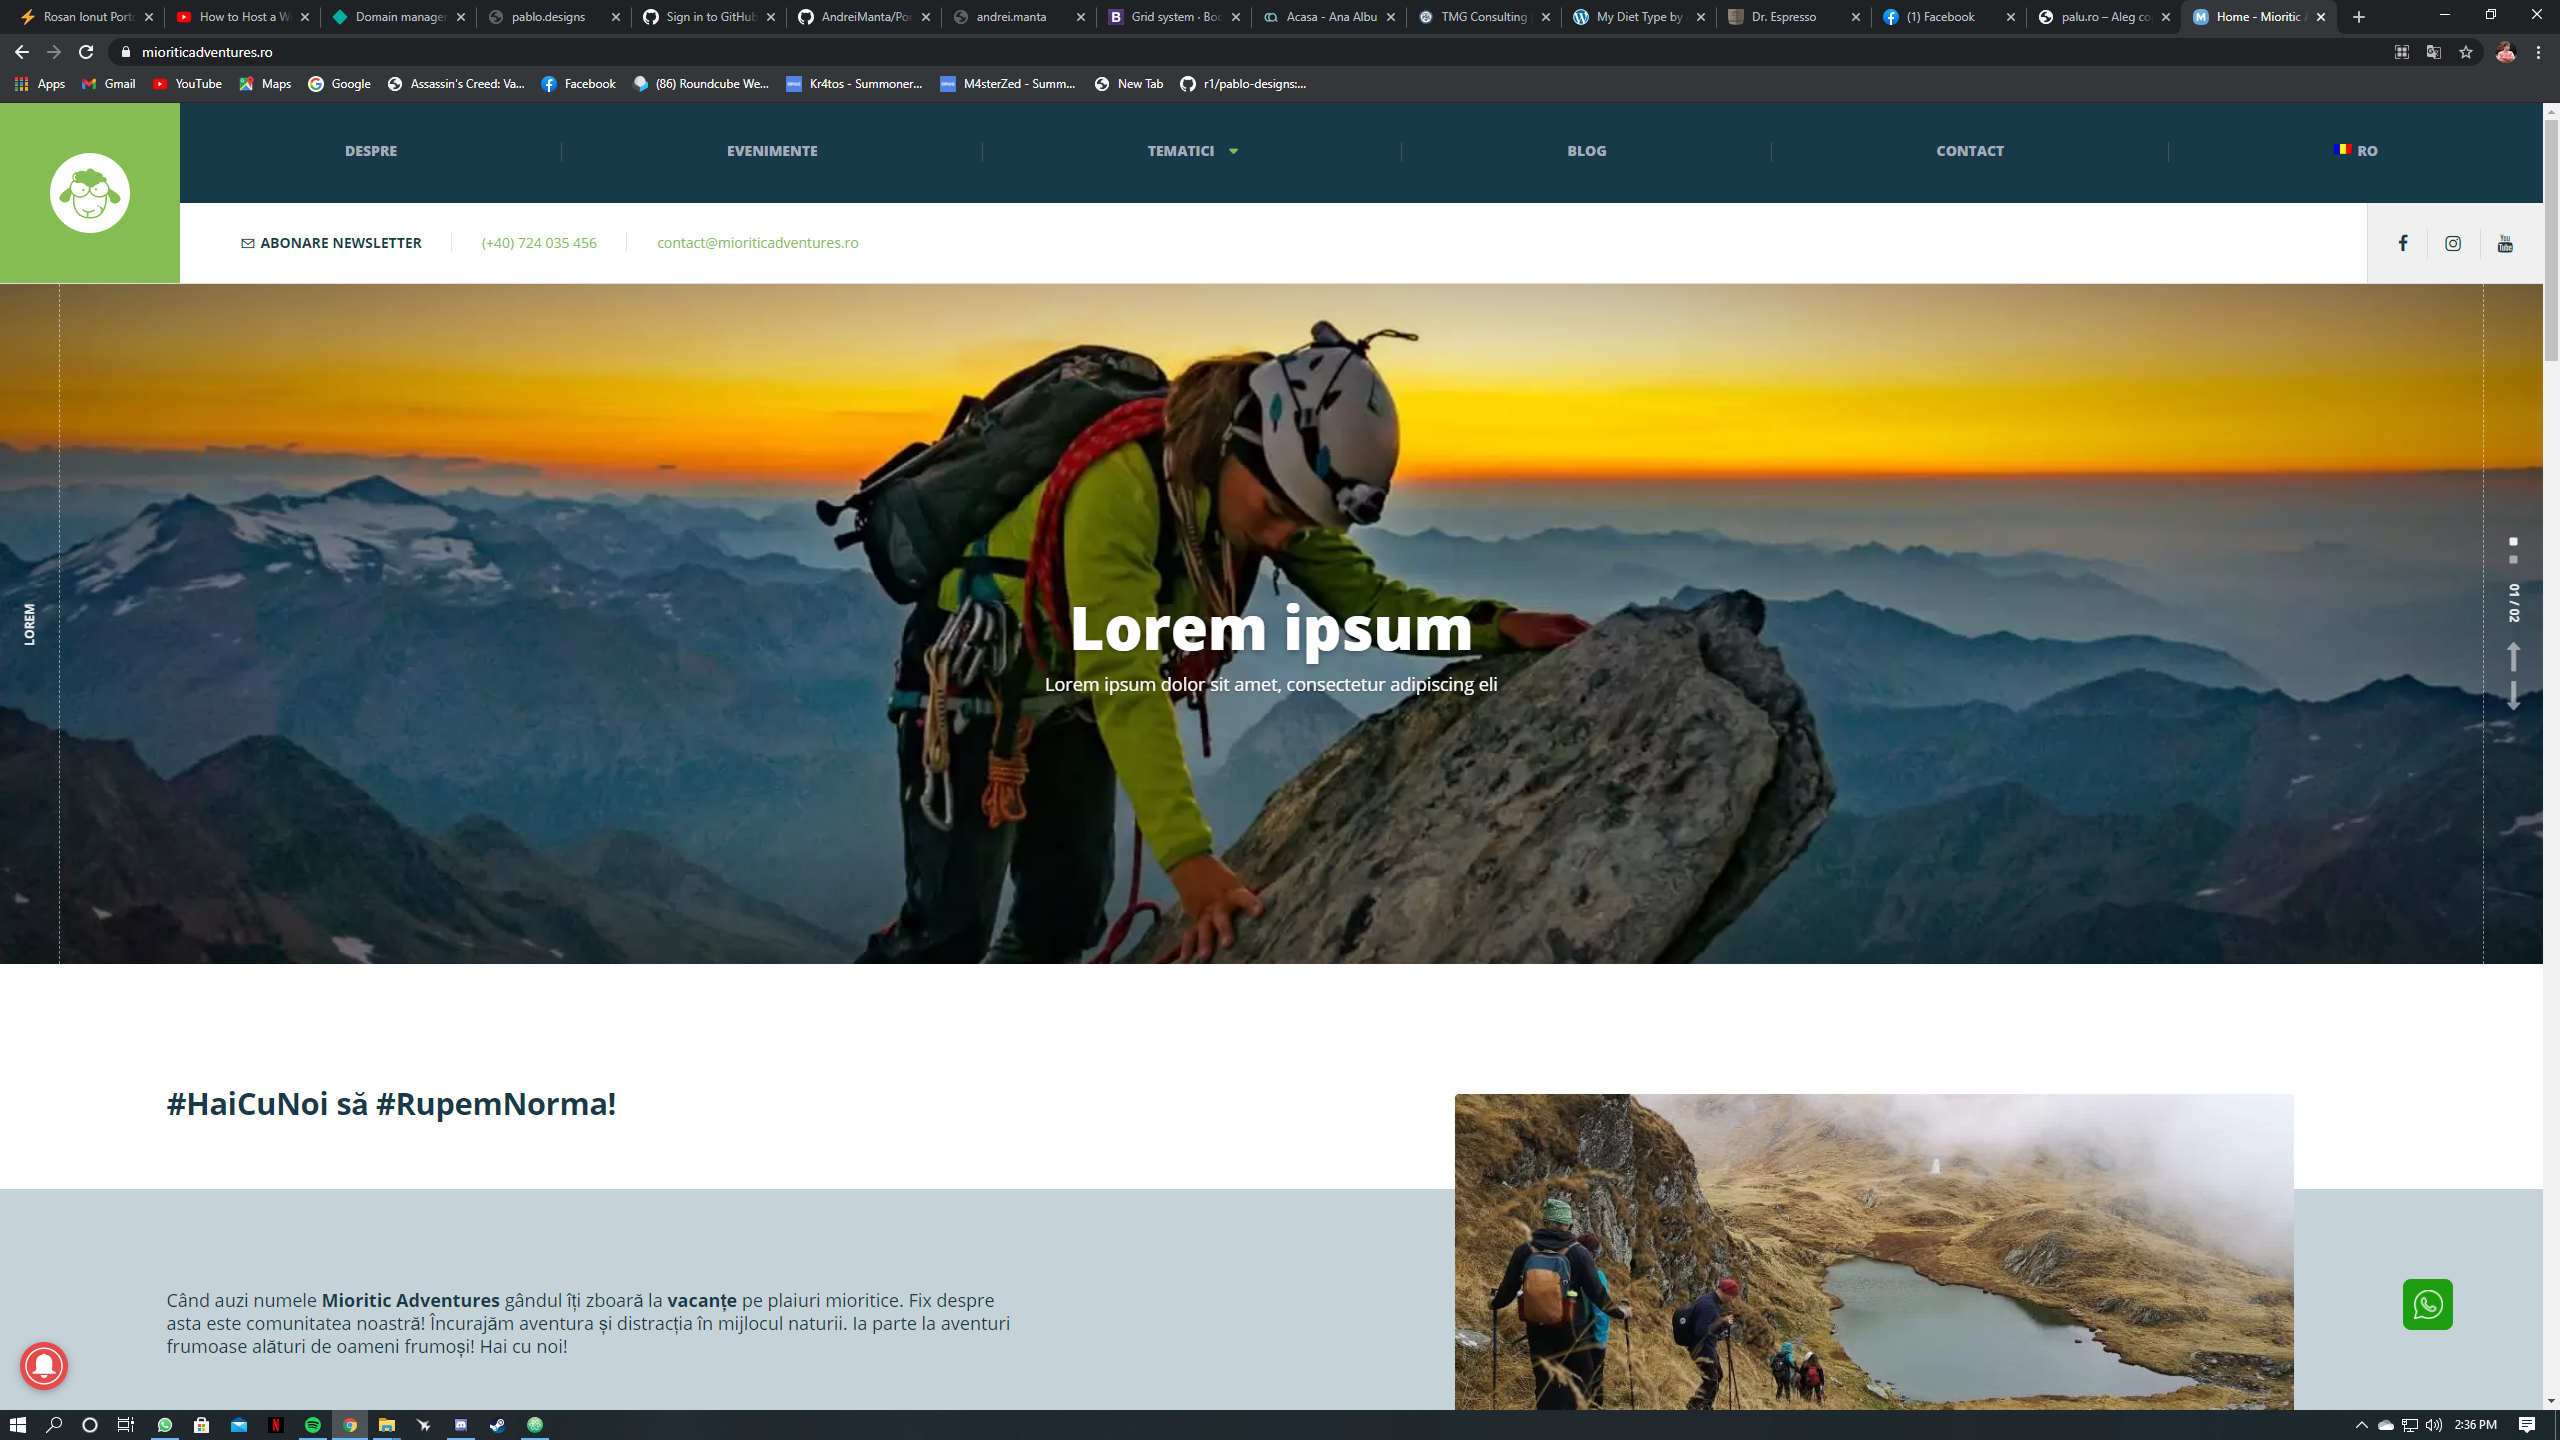 Rosan Ionut Porto
How to Host a W
Domain manager
pablo.designs
Sign in to GitHub
AndreiManta/Por
andrei.manta
Grid system · Boo
Acasa - Ana Albu
TMG Consulting
My Diet Type by
Dr. Espresso
(1) Facebook
palu.ro – Aleg co
Home - Mioritic
mioriticadventures.ro
Apps
Gmail
YouTube
Maps
Google
Assassin's Creed: Va...
Facebook
(86) Roundcube We...
Kr4tos - Summoner...
M4sterZed - Summ...
New Tab
r1/pablo-designs:...
DESPRE
EVENIMENTE
TEMATICI
BLOG
CONTACT
RO
ABONARE NEWSLETTER
(+40) 724 035 456
contact@mioriticadventures.ro
You
Tube
LOREM
01 / 02
Lorem ipsum
Lorem ipsum dolor sit amet, consectetur adipiscing eli
#HaiCuNoi să #RupemNorma!
Când auzi numele Mioritic Adventures gândul îți zboară la vacanțe pe plaiuri mioritice. Fix despre
asta este comunitatea noastră! Încurajăm aventura și distracția în mijlocul naturii. Ia parte la aventuri
frumoase alături de oameni frumoși! Hai cu noi!
2:36 PM